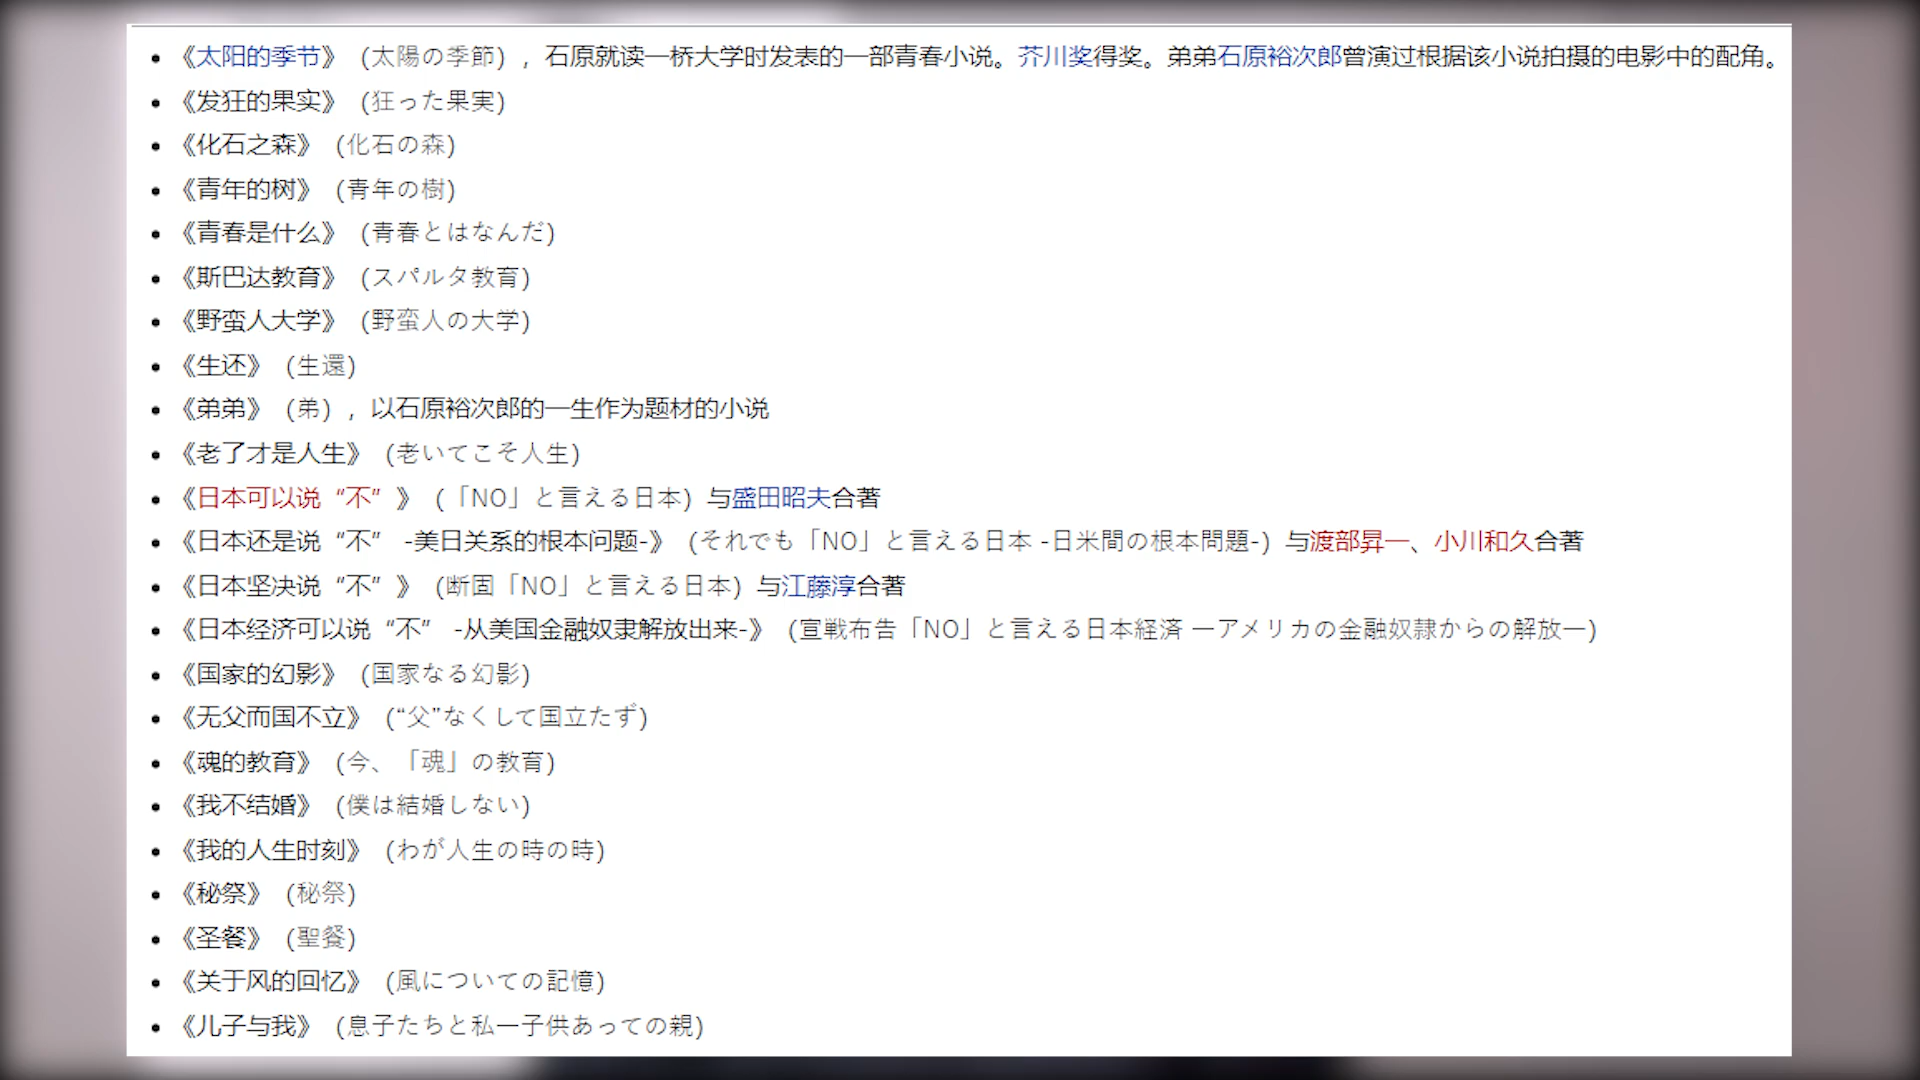 《太阳的季节》 (太陽の季節) ，石原就读一桥大学时发表的一部青春小说。芥川奖得奖。弟弟石原裕次郎曾演过根据该小说拍摄的电影中的配角。
《发狂的果实》 (狂った果実)
《化石之森》 (化石の森)
《青年的树》 (青年の樹)
《青春是什么》 (青春とはなんだ)
《斯巴达教育》 (スパルタ教育)
《野蛮人大学》 (野蛮人の大学)
《生还》 (生還)
《弟弟》 (弟) ，以石原裕次郎的一生作为题材的小说
《老了才是人生》 (老いてこそ人生)
《日本可以说“不”》 (「NO」と言える日本) 与盛田昭夫合著
《日本还是说“不” -美日关系的根本问题-》 (それでも「NO」と言える日本 -日米間の根本問題-) 与渡部昇一、小川和久合著
《日本坚决说“不”》 (断固「NO」と言える日本) 与江藤淳合著
《日本经济可以说“不” -从美国金融奴隶解放出来-》 (宣戦布告「NO」と言える日本経済 —アメリカの金融奴隷からの解放—)
《国家的幻影》 (国家なる幻影)
《无父而国不立》 (“父”なくして国立たず)
《魂的教育》 (今、「魂」の教育)
《我不结婚》 (僕は結婚しない)
《我的人生时刻》 (わが人生の時の時)
《秘祭》 (秘祭)
《圣餐》 (聖餐)
《关于风的回忆》 (風についての記憶)
《儿子与我》 (息子たちと私—子供あっての親)